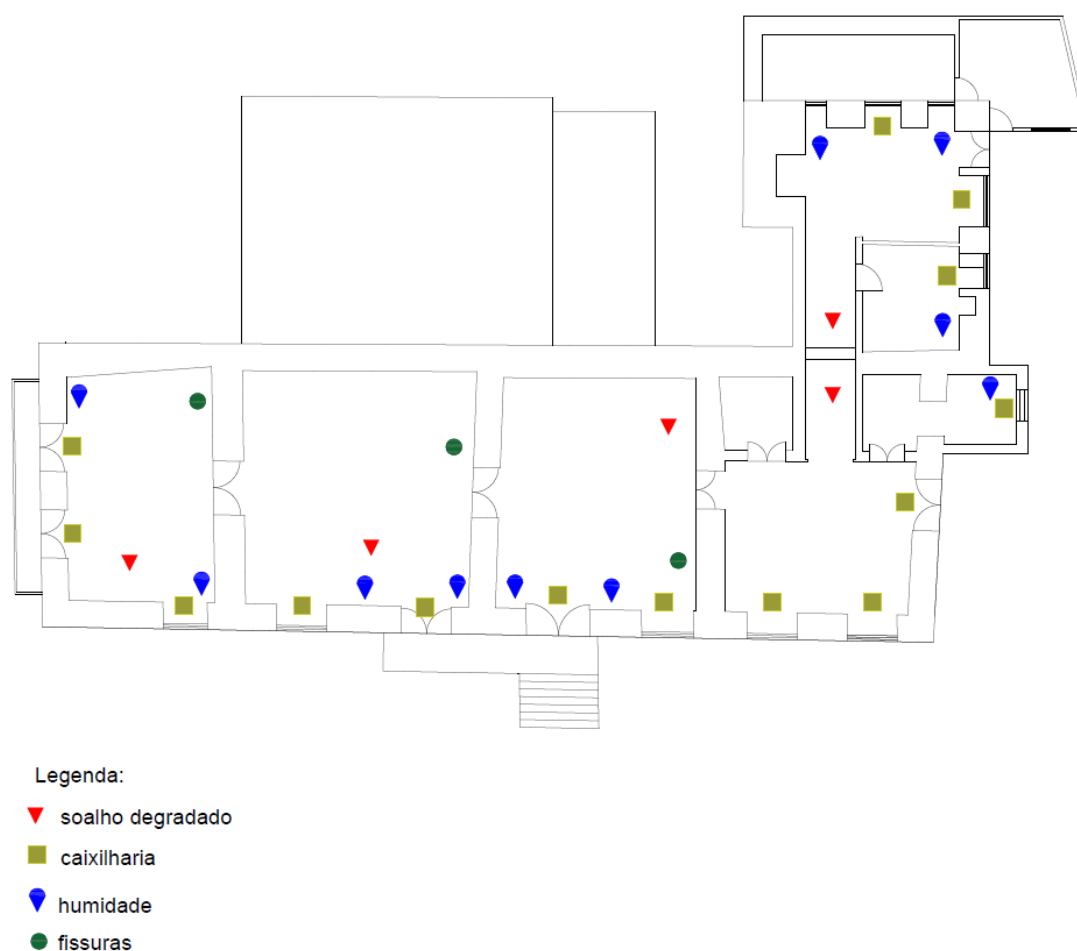 Legenda:
soalho degradado
caixilharia
humidade
fissuras